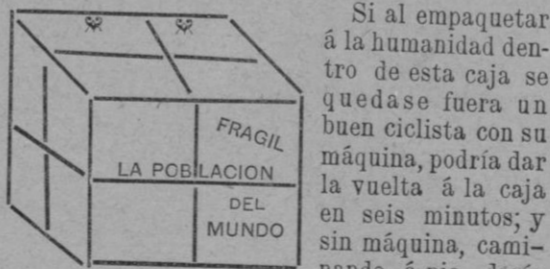 FRAGIL
LA POBLACION
DEL
MUNDO
Si al empaquetar
á la humanidad den-
tro de esta caja se
quedase fuera un
buen ciclista con su
máquina, podría dar
la vuelta á la caja
en seis minutos; y
sin máquina, cami-